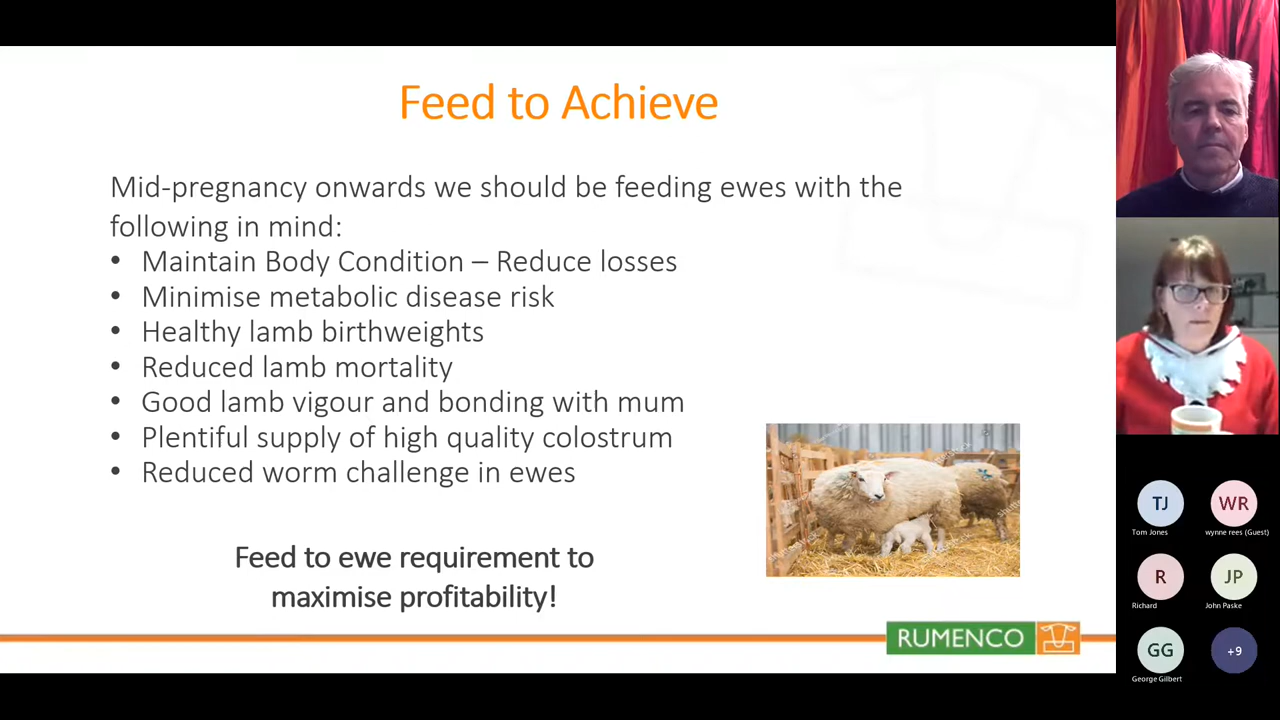 Feed to Achieve
Mid-pregnancy onwards we should be feeding ewes with the
following in mind:
• Maintain Body Condition – Reduce losses
• Minimise metabolic disease risk
• Healthy lamb birthweights
• Reduced lamb mortality
• Good lamb vigour and bonding with mum
• Plentiful supply of high quality colostrum
• Reduced worm challenge in ewes
Feed to ewe requirement to
maximise profitability!
RUMENCO
TJ
Tom Jones
WR
wynne rees (Guest)
R
Richard
JP
John Paske
GG
George Gilbert
+9